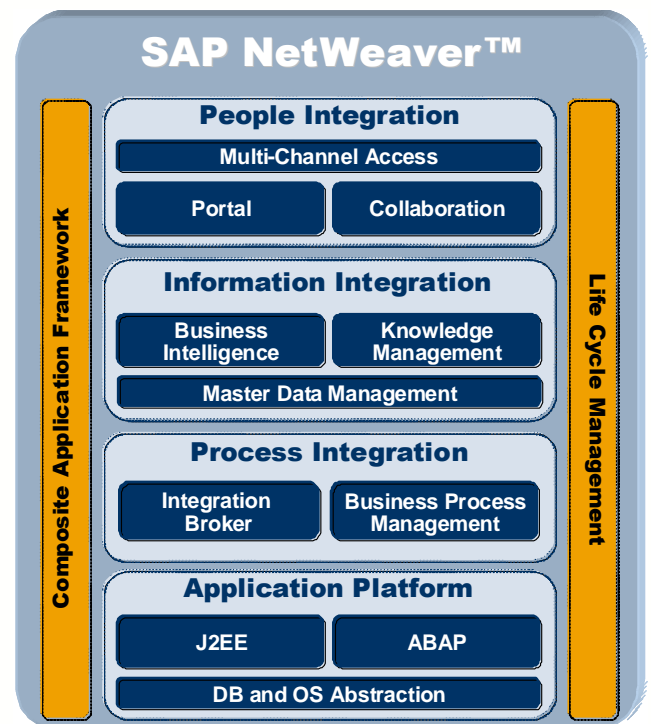 SAP NetWeaver™
Composite Application Framework
People Integration
Multi-Channel Access
Portal
Collaboration
Information Integration
Business
Intelligence
Knowledge
Management
Master Data Management
Process Integration
Integration
Broker
Business Process
Management
Application Platform
J2EE
ABAP
DB and OS Abstraction
Life Cycle Management